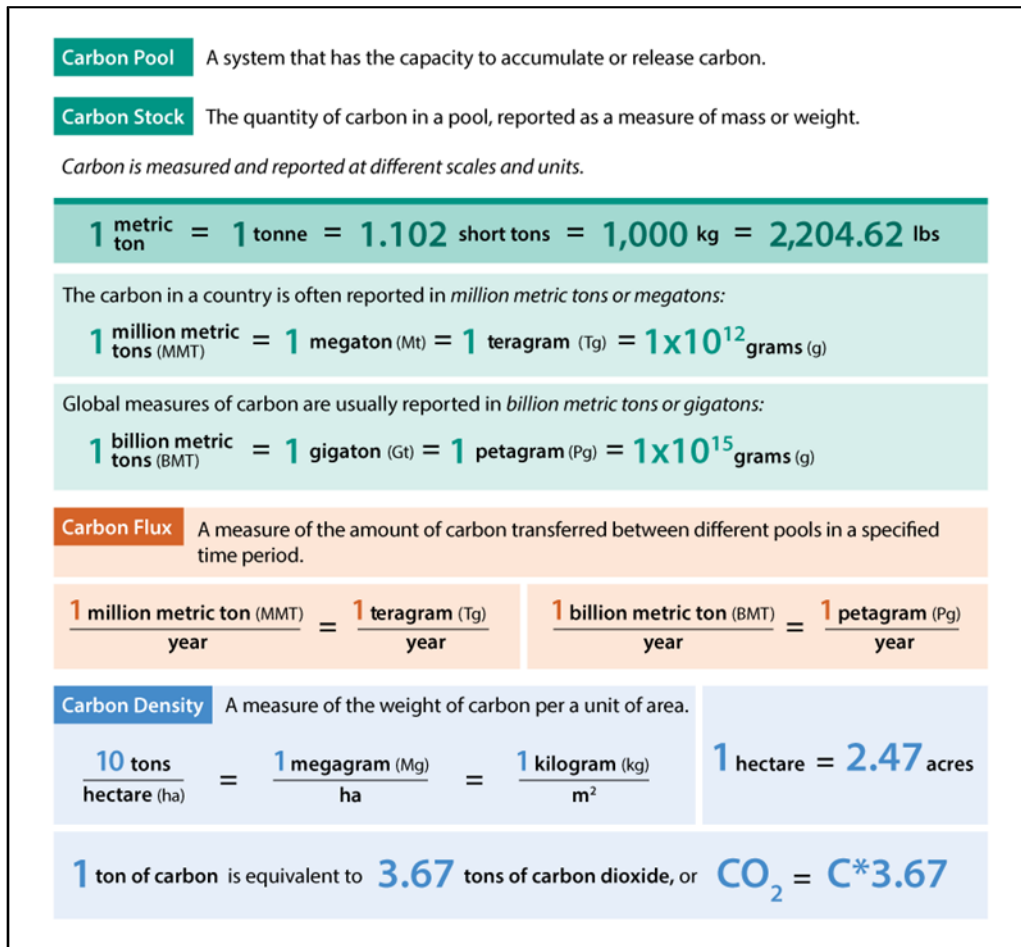 Carbon Pool A system that has the capacity to accumulate or release carbon.
Carbon Stock The quantity of carbon in a pool, reported as a measure of mass or weight.
Carbon is measured and reported at different scales and units.
1 metric ton = 1 tonne = 1.102 short tons = 1,000 kg = 2,204.62 lbs
The carbon in a country is often reported in million metric tons or megatons:
1 million metric tons (MMT) = 1 megaton (Mt) = 1 teragram (Tg) = 1x10¹² grams (g)
Global measures of carbon are usually reported in billion metric tons or gigatons:
1 billion metric tons (BMT) = 1 gigaton (Gt) = 1 petagram (Pg) = 1x10¹⁵ grams (g)
Carbon Flux A measure of the amount of carbon transferred between different pools in a specified
time period.
1 million metric ton (MMT) / year = 1 teragram (Tg) / year
1 billion metric ton (BMT) / year = 1 petagram (Pg) / year
Carbon Density A measure of the weight of carbon per a unit of area.
10 tons / hectare (ha) = 1 megagram (Mg) / ha = 1 kilogram (kg) / m²
1 hectare = 2.47 acres
1 ton of carbon is equivalent to 3.67 tons of carbon dioxide, or CO₂ = C*3.67